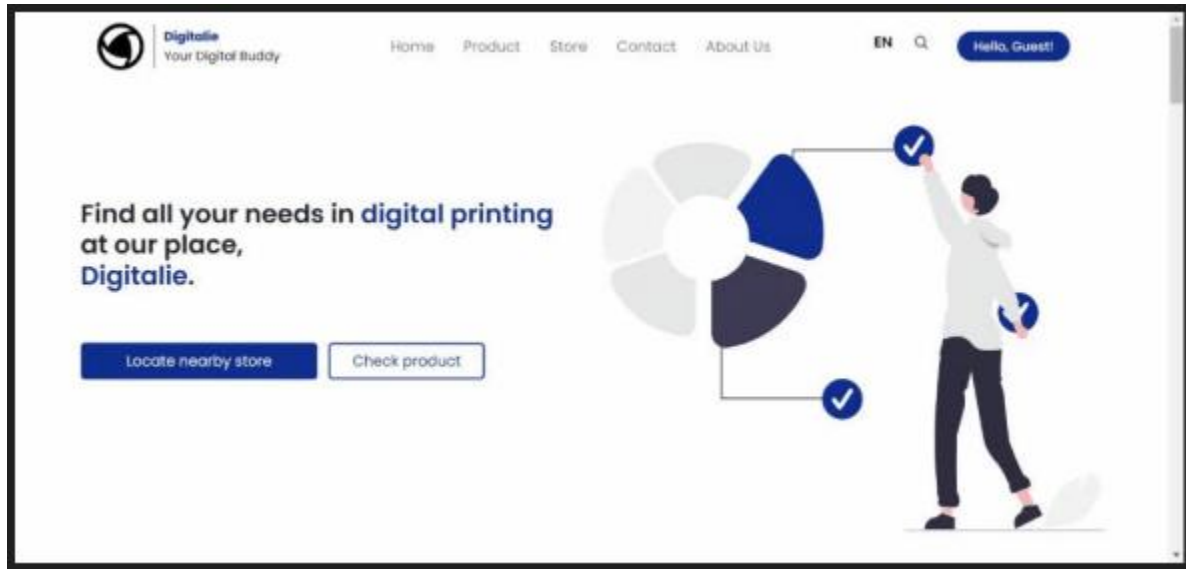 Digitalie
Your Digital Buddy
Home Product Store Contact About Us
EN
Hello, Guest!
Find all your needs in digital printing
at our place,
Digitalie.
Locate nearby store
Check product